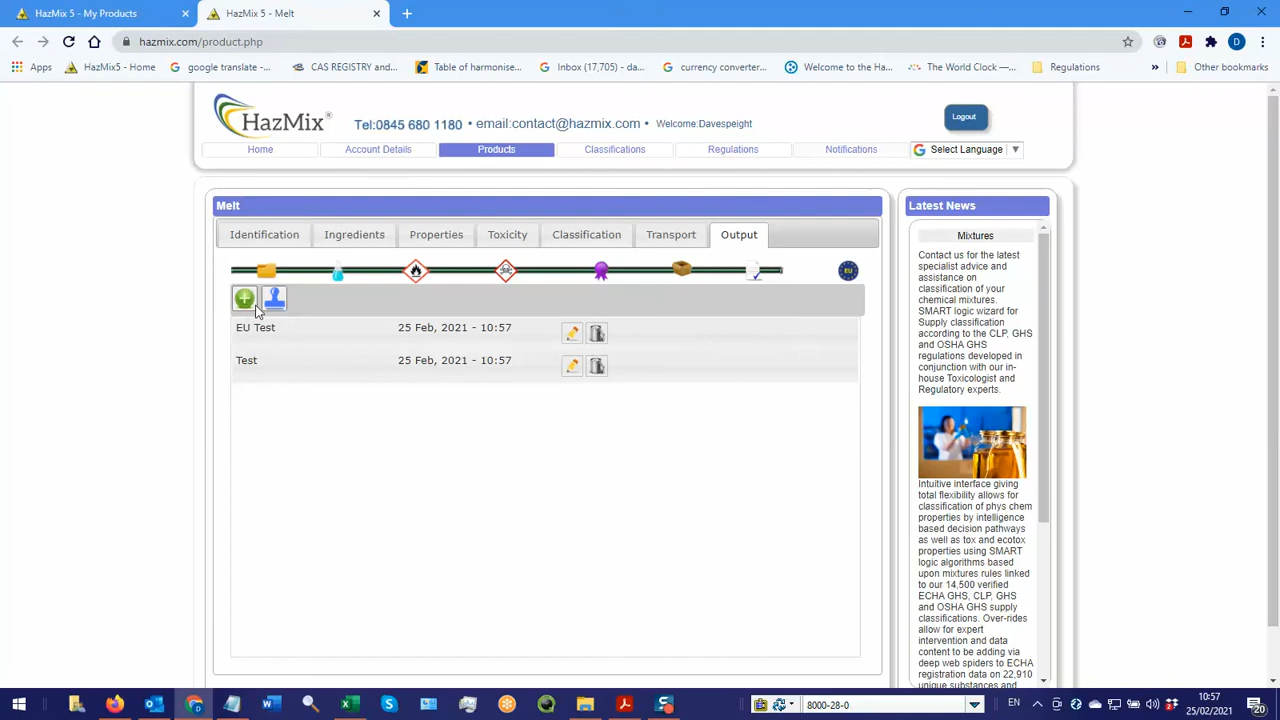 HazMix 5 - My Products
HazMix 5 - Melt
hazmix.com/product.php
D
Apps
HazMix5 - Home
google translate -...
CAS REGISTRY and...
Table of harmonise...
Inbox (17,705) - da...
currency converter...
Welcome to the Ha...
The World Clock —...
Regulations
Other bookmarks
HazMix®
Tel:0845 680 1180 • email:contact@hazmix.com • Welcome:Davespeight
Logout
Home
Account Details
Products
Classifications
Regulations
Notifications
G Select Language
Melt
Identification
Ingredients
Properties
Toxicity
Classification
Transport
Output
EU
EU Test 25 Feb, 2021 - 10:57
Test 25 Feb, 2021 - 10:57
Latest News
Mixtures
Contact us for the latest
specialist advice and
assistance on
classification of your
chemical mixtures.
SMART logic wizard for
Supply classification
according to the CLP, GHS
and OSHA GHS
regulations developed in
conjunction with our in-
house Toxicologist and
Regulatory experts.
Intuitive interface giving
total flexibility allows for
classification of phys chem
properties by intelligence
based decision pathways
as well as tox and ecotox
properties using SMART
logic algorithms based
upon mixtures rules linked
to our 14,500 verified
ECHA GHS, CLP, GHS
and OSHA GHS supply
classifications. Over-rides
allow for expert
intervention and data
content to be adding via
deep web spiders to ECHA
registration data on 22,910
unique substances and
8000-28-0
EN
10:57
25/02/2021
20